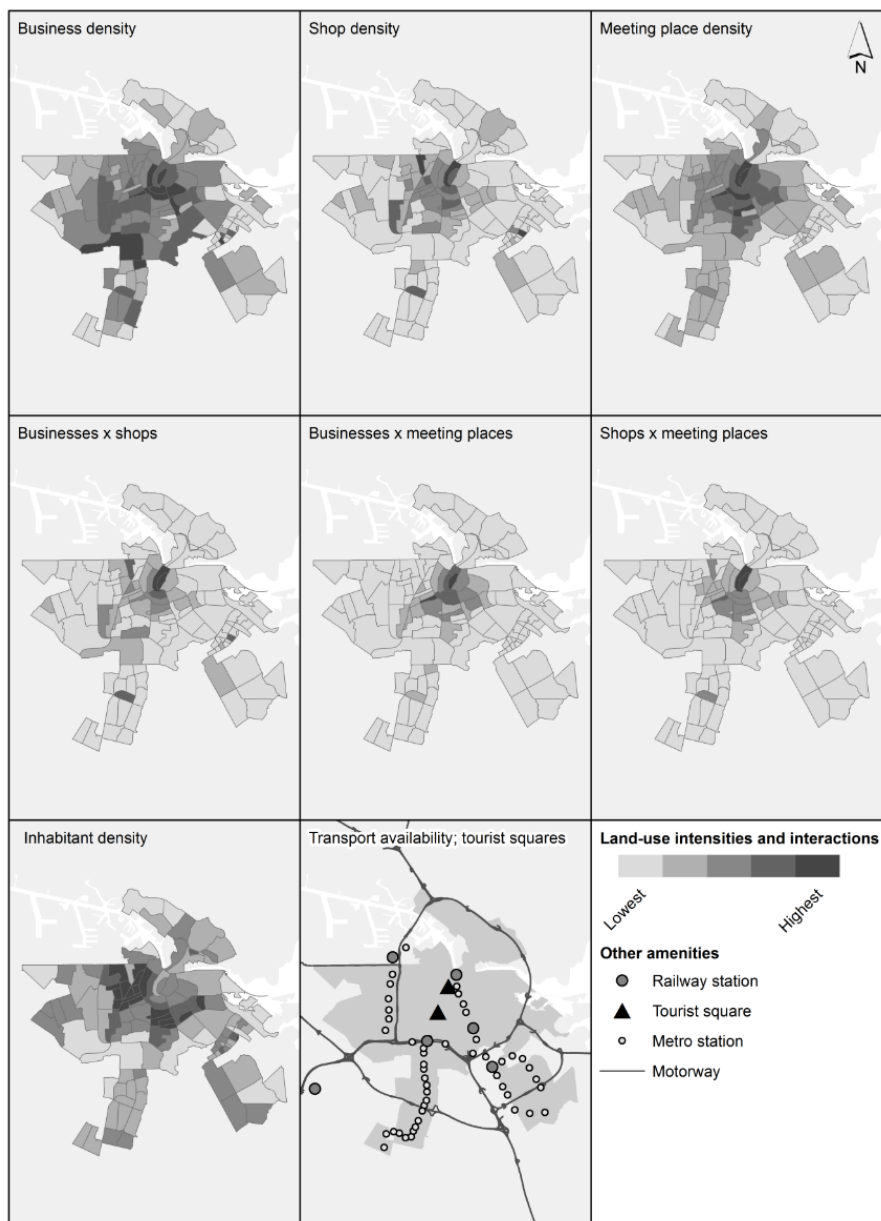 Business density
Shop density
Meeting place density
N
Businesses x shops
Businesses x meeting places
Shops x meeting places
Inhabitant density
Transport availability; tourist squares
Land-use intensities and interactions
Lowest
Highest
Other amenities
Railway station
Tourist square
Metro station
Motorway